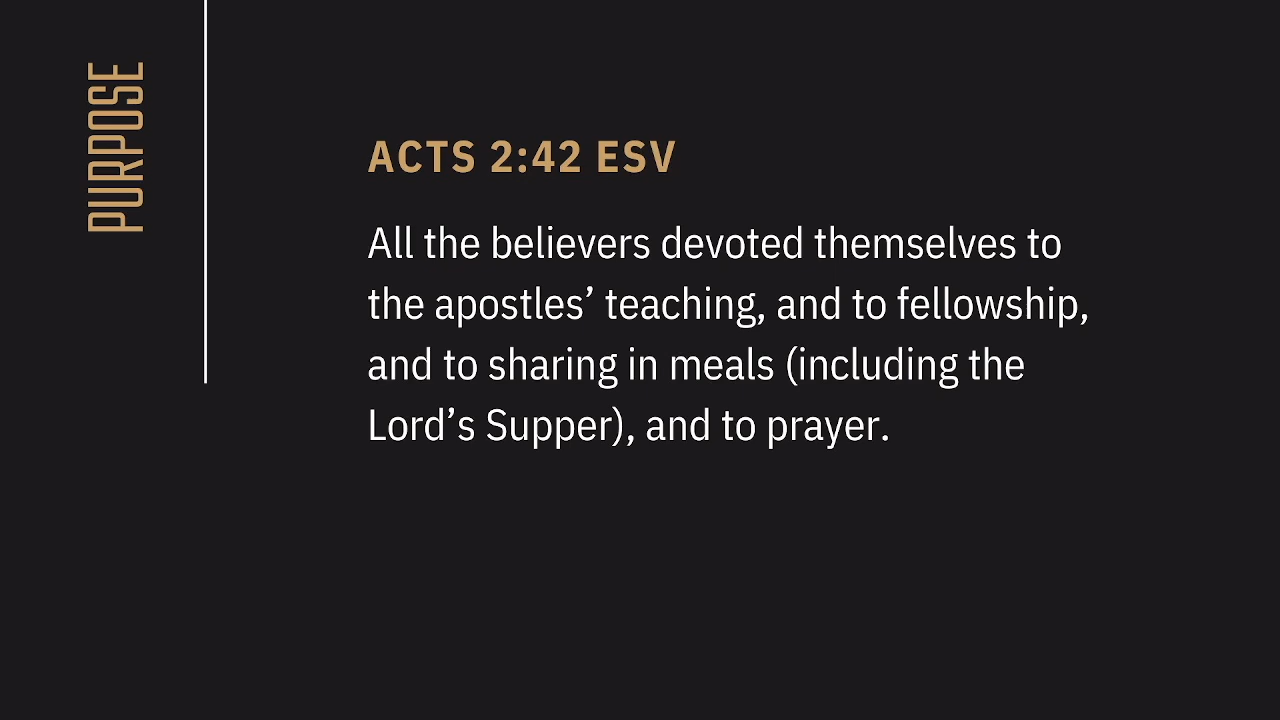 PURPOSE
ACTS 2:42 ESV
All the believers devoted themselves to
the apostles’ teaching, and to fellowship,
and to sharing in meals (including the
Lord’s Supper), and to prayer.